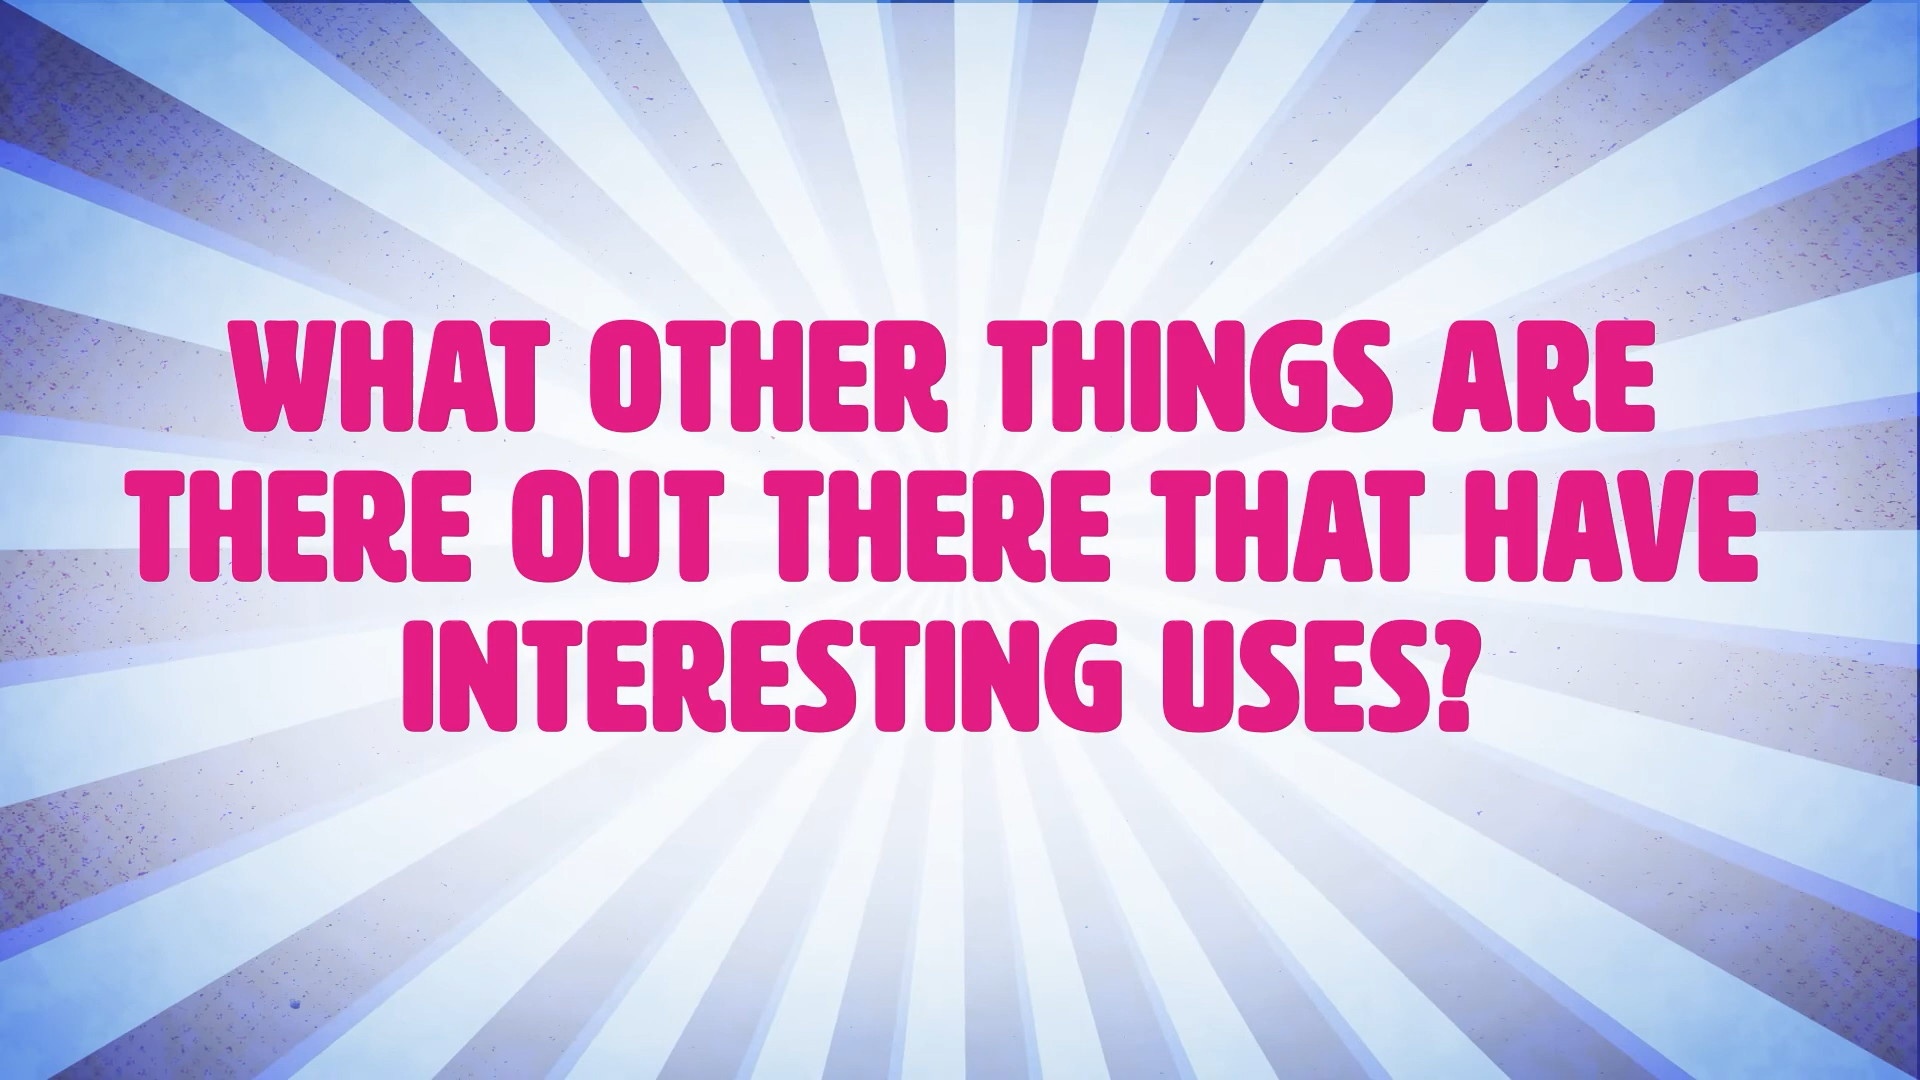 WHAT OTHER THINGS ARE
THERE OUT THERE THAT HAVE
INTERESTING USES?